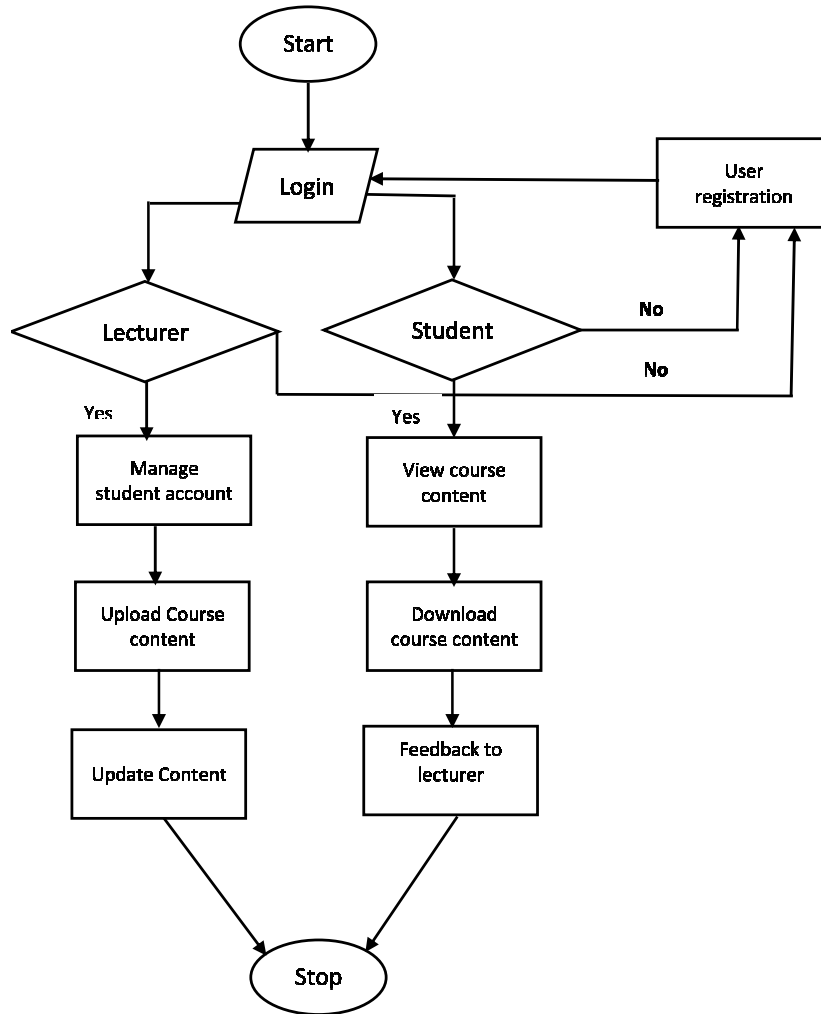 Start
Login
User
registration
Lecturer
Student
No
No
Yes
Yes
Manage
student account
View course
content
Upload Course
content
Download
course content
Update Content
Feedback to
lecturer
Stop